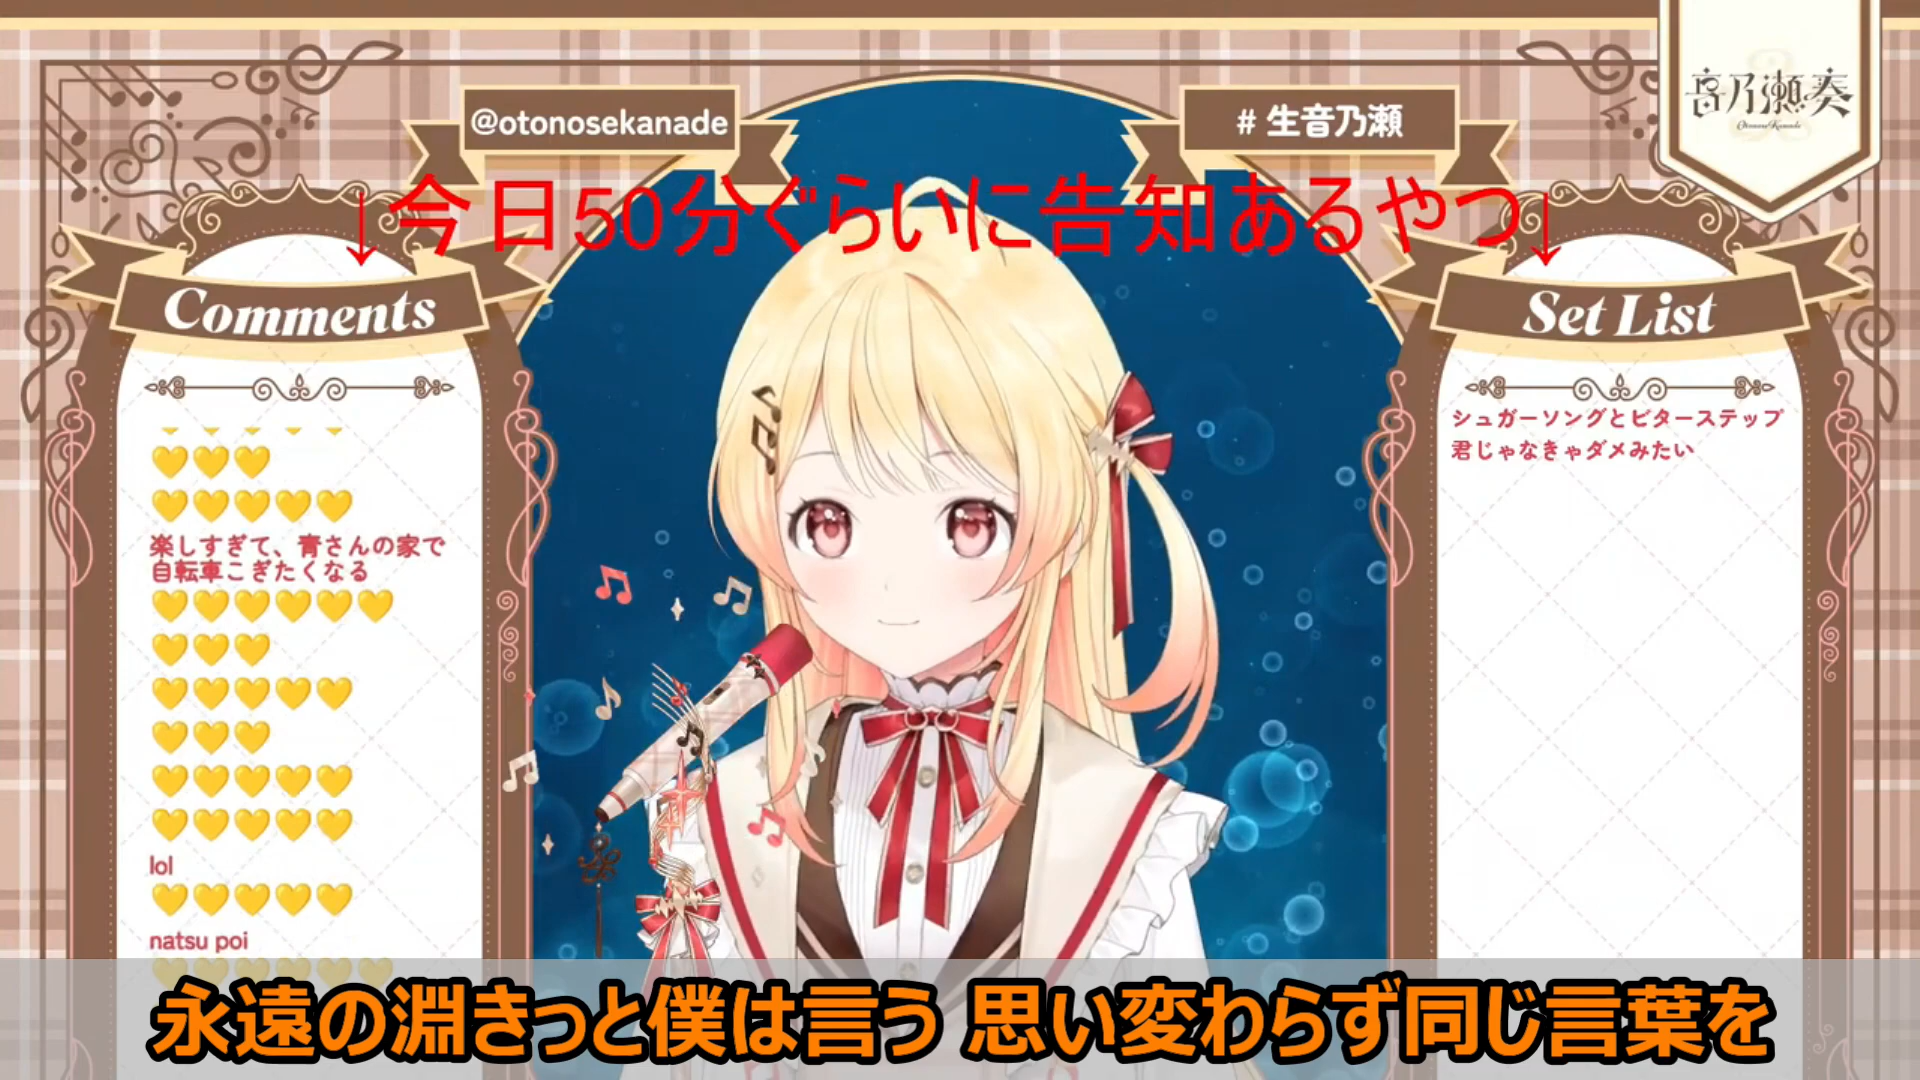 @otonosekanade
# 生音乃瀬
音乃瀬奏
Otonose Kanade
↓今日50分ぐらいに告知あるやつ↓
Comments
💛💛💛
💛💛💛💛💛
楽しすぎて、青さんの家で
自転車こぎたくなる
💛💛💛💛💛💛
💛💛💛
💛💛💛💛💛
💛💛💛
💛💛💛💛💛
💛💛💛💛💛
lol
💛💛💛💛💛
natsu poi
Set List
シュガーソングとビターステップ
君じゃなきゃダメみたい
永遠の淵きっと僕は言う 思い変わらず同じ言葉を